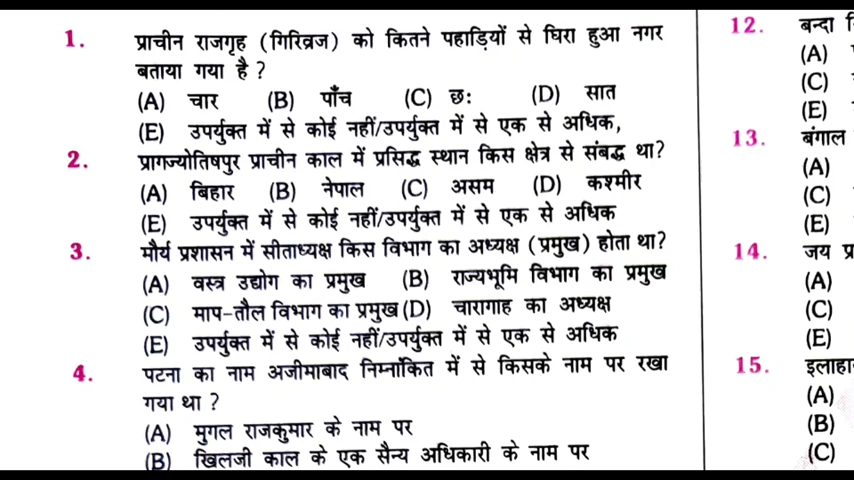 1. प्राचीन राजगृह (गिरिव्रज) को कितने पहाड़ियों से घिरा हुआ नगर
बताया गया है ?
(A) चार (B) पाँच (C) छः (D) सात
(E) उपर्युक्त में से कोई नहीं/उपर्युक्त में से एक से अधिक,
2. प्रागज्योतिषपुर प्राचीन काल में प्रसिद्ध स्थान किस क्षेत्र से संबद्ध था?
(A) बिहार (B) नेपाल (C) असम (D) कश्मीर
(E) उपर्युक्त में से कोई नहीं/उपर्युक्त में से एक से अधिक
3. मौर्य प्रशासन में सीताध्यक्ष किस विभाग का अध्यक्ष (प्रमुख) होता था?
(A) वस्त्र उद्योग का प्रमुख (B) राज्यभूमि विभाग का प्रमुख
(C) माप-तौल विभाग का प्रमुख (D) चारागाह का अध्यक्ष
(E) उपर्युक्त में से कोई नहीं/उपर्युक्त में से एक से अधिक
4. पटना का नाम अजीमाबाद निम्नांकित में से किसके नाम पर रखा
गया था ?
(A) मुगल राजकुमार के नाम पर
(B) खिलजी काल के एक सैन्य अधिकारी के नाम पर
12. बन्दा
(A)
(C)
(E)
13. बंगाल
(A)
(C)
(E)
14. जय प्र
(A)
(C)
(E)
15. इलाहा
(A)
(B)
(C)